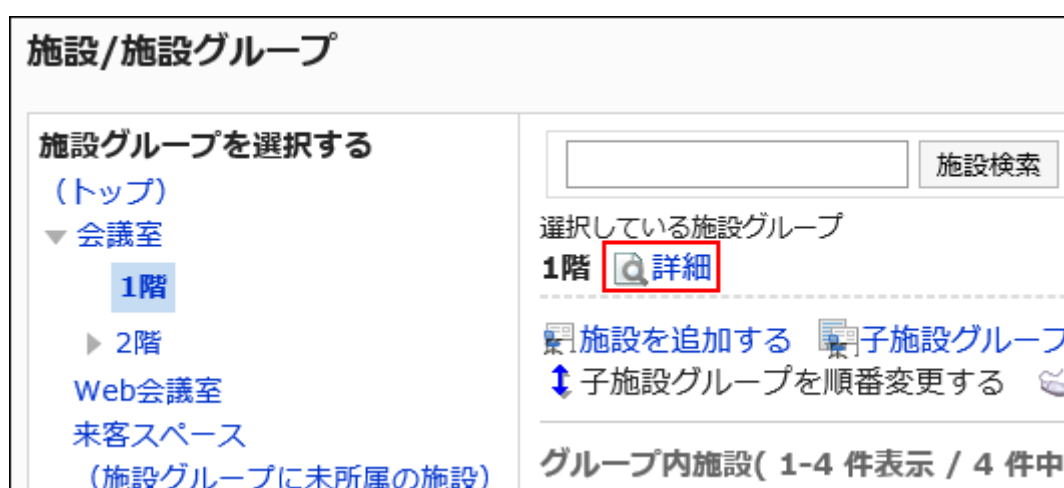 施設/施設グループ
施設グループを選択する
（トップ）
会議室
1階
2階
Web会議室
来客スペース
（施設グループに未所属の施設）
施設検索
選択している施設グループ
1階 詳細
施設を追加する 子施設グループ
子施設グループを順番変更する
グループ内施設( 1-4 件表示 / 4 件中